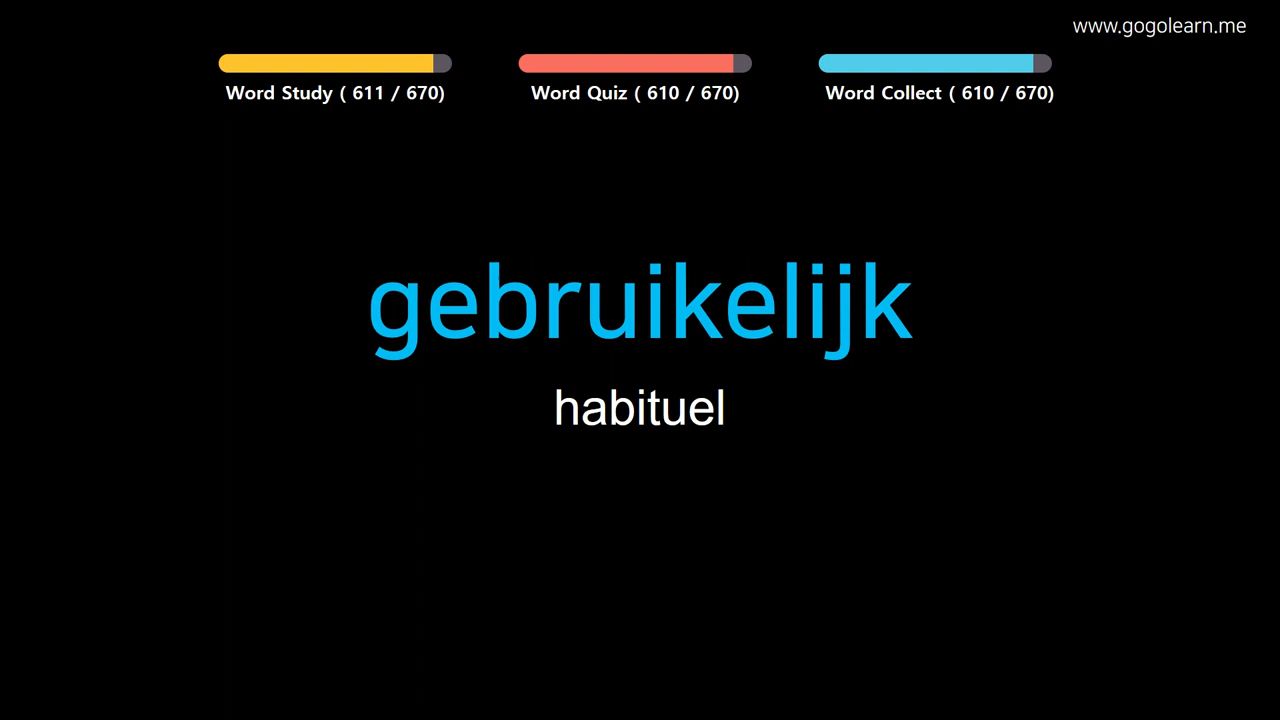 www.gogolearn.me
Word Study ( 611 / 670)
Word Quiz ( 610 / 670)
Word Collect ( 610 / 670)
gebruikelijk
habituel